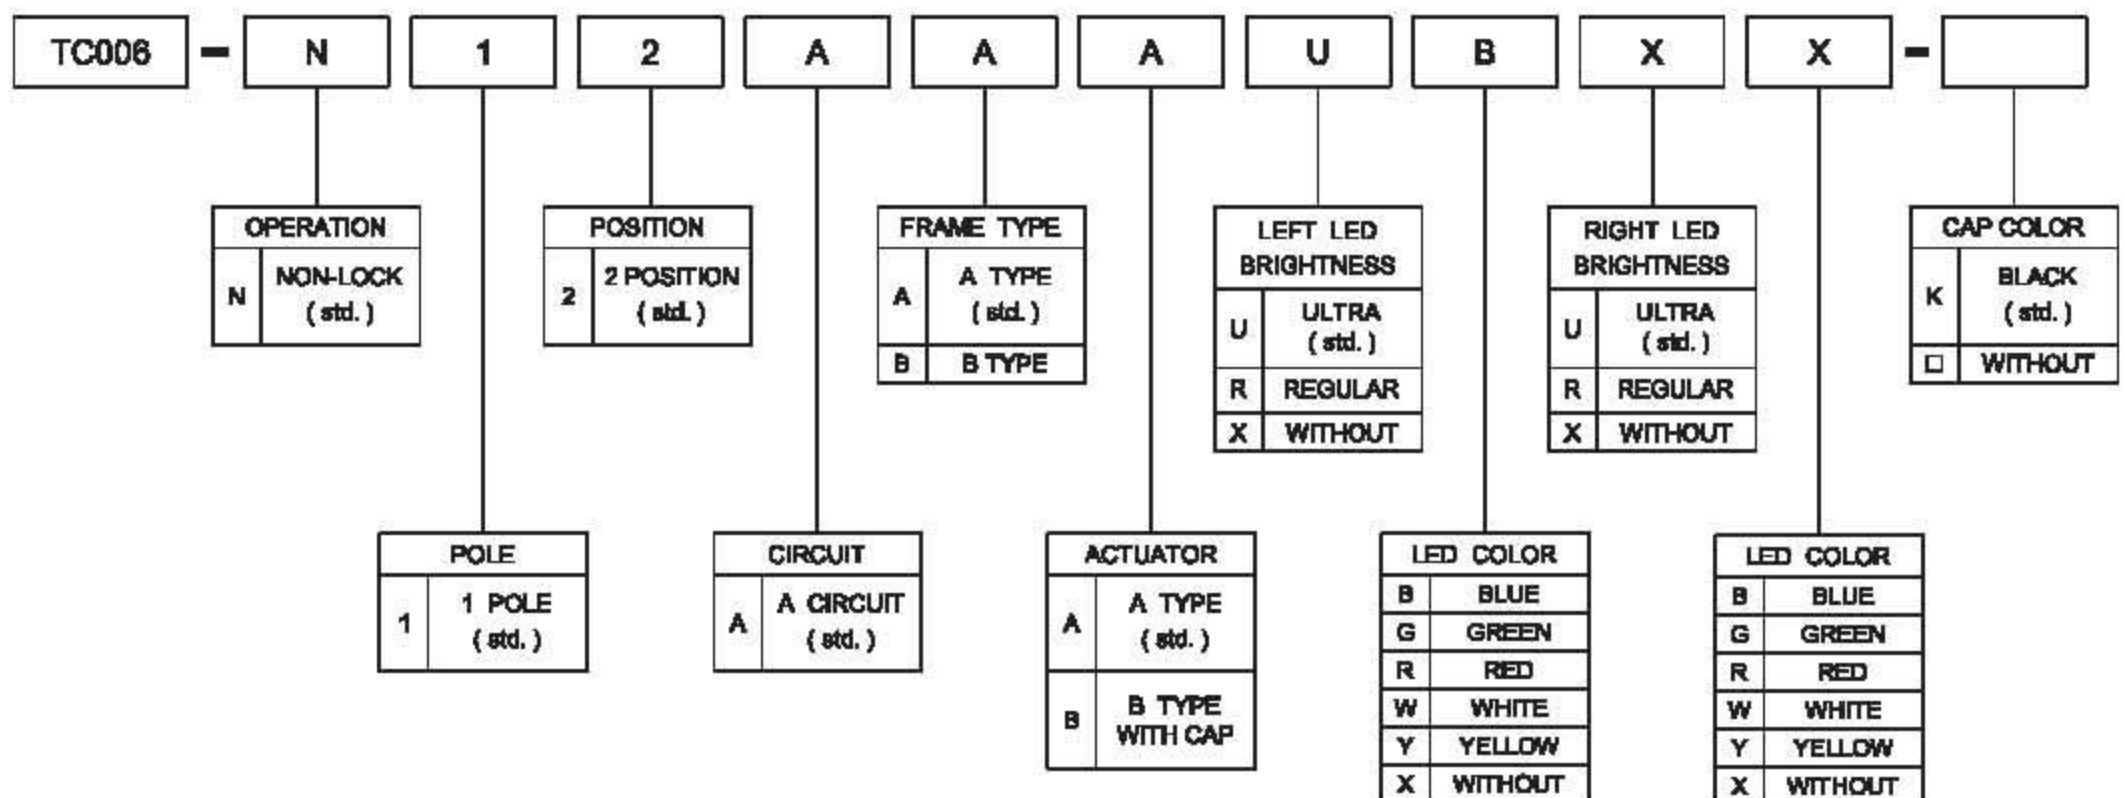 TC006 - N 1 2 A A A U B X X -
OPERATION
N NON-LOCK
( std. )
POSITION
2 2 POSITION
( std. )
FRAME TYPE
A A TYPE
( std. )
B B TYPE
LEFT LED
BRIGHTNESS
U ULTRA
( std. )
R REGULAR
X WITHOUT
RIGHT LED
BRIGHTNESS
U ULTRA
( std. )
R REGULAR
X WITHOUT
CAP COLOR
K BLACK
( std. )
□ WITHOUT
POLE
1 1 POLE
( std. )
CIRCUIT
A A CIRCUIT
( std. )
ACTUATOR
A A TYPE
( std. )
B B TYPE
WITH CAP
LED COLOR
B BLUE
G GREEN
R RED
W WHITE
Y YELLOW
X WITHOUT
LED COLOR
B BLUE
G GREEN
R RED
W WHITE
Y YELLOW
X WITHOUT